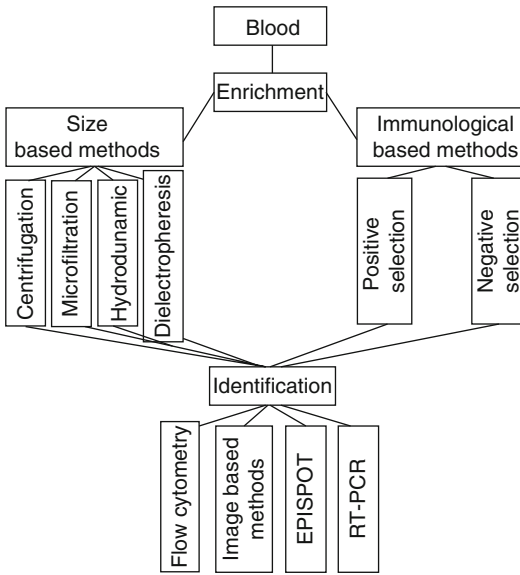 Blood
Enrichment
Size
based methods
Immunological
based methods
Centrifugation
Microfiltration
Hydrodunamic
Dielectropheresis
Positive
selection
Negative
selection
Identification
Flow cytometry
Image based
methods
EPISPOT
RT-PCR